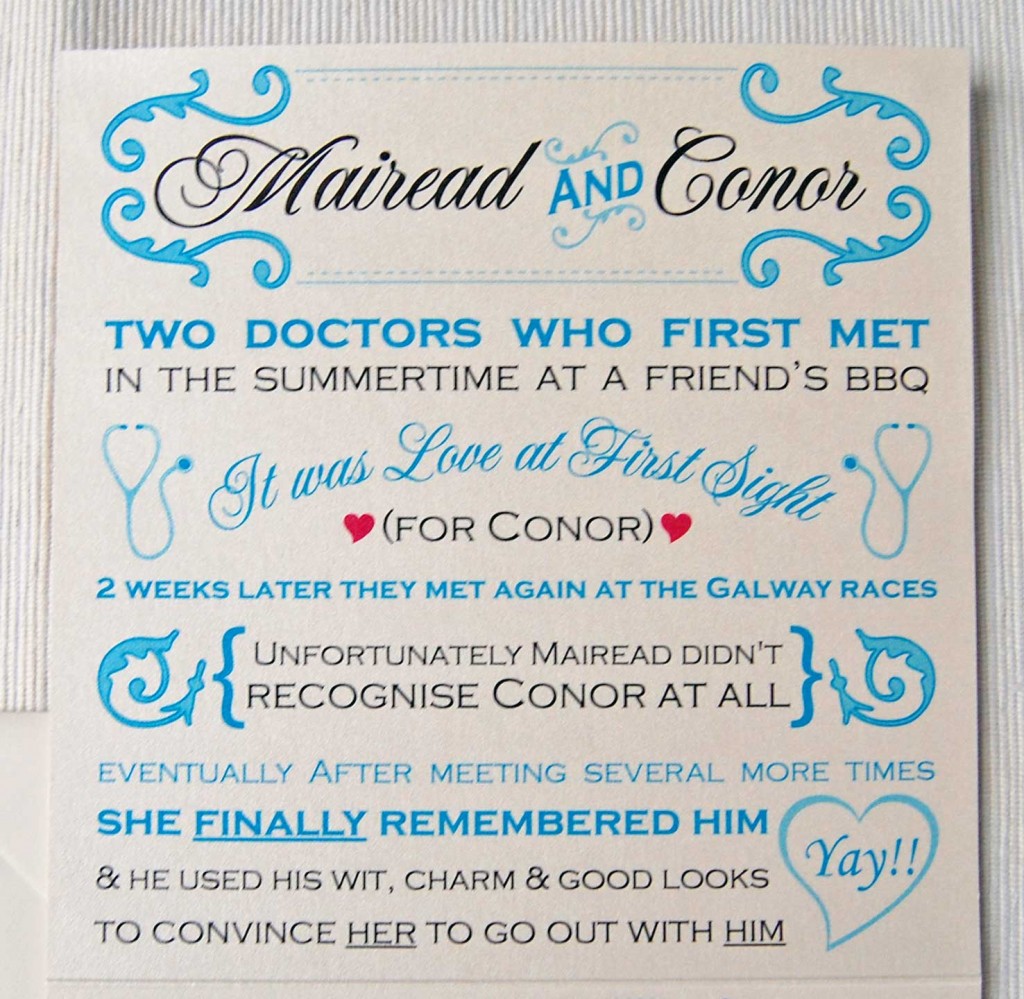 Mairead AND Conor
TWO DOCTORS WHO FIRST MET
IN THE SUMMERTIME AT A FRIEND'S BBQ
It was Love at First Sight
(FOR CONOR)
2 WEEKS LATER THEY MET AGAIN AT THE GALWAY RACES
UNFORTUNATELY MAIREAD DIDN'T
RECOGNISE CONOR AT ALL
EVENTUALLY AFTER MEETING SEVERAL MORE TIMES
SHE FINALLY REMEMBERED HIM
Yay!!
& HE USED HIS WIT, CHARM & GOOD LOOKS
TO CONVINCE HER TO GO OUT WITH HIM